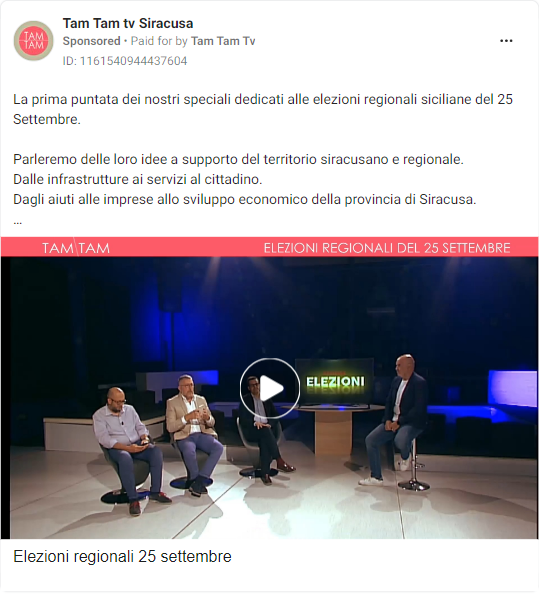 Tam Tam tv Siracusa
Sponsored • Paid for by Tam Tam Tv
ID: 1161540944437604
TAM
TAM
La prima puntata dei nostri speciali dedicati alle elezioni regionali siciliane del 25
Settembre.
Parleremo delle loro idee a supporto del territorio siracusano e regionale.
Dalle infrastrutture ai servizi al cittadino.
Dagli aiuti alle imprese allo sviluppo economico della provincia di Siracusa.
...
TAM\TAM ELEZIONI REGIONALI DEL 25 SETTEMBRE
ELEZIONI
Elezioni regionali 25 settembre